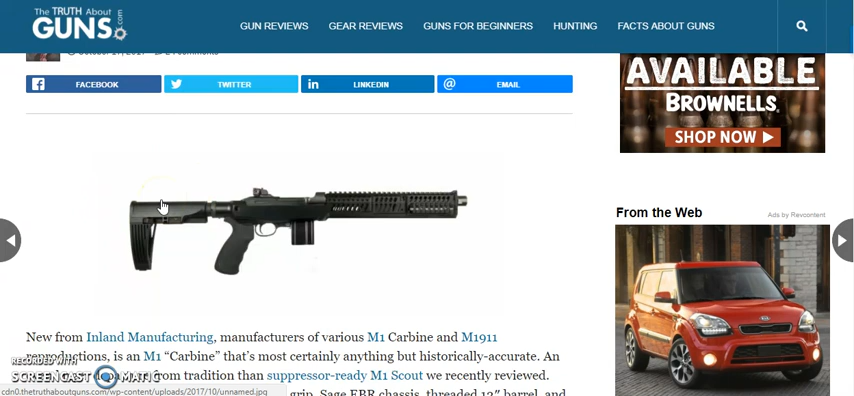 The TRUTH About
GUNS.com
GUN REVIEWS
GEAR REVIEWS
GUNS FOR BEGINNERS
HUNTING
FACTS ABOUT GUNS
FACEBOOK
TWITTER
LINKEDIN
EMAIL
AVAILABLE
BROWNELLS
SHOP NOW
From the Web
Ads by Revcontent
New from Inland Manufacturing, manufacturers of various M1 Carbine and M1911
reproductions, is an M1 “Carbine” that’s most certainly anything but historically-accurate. An
from tradition than suppressor-ready M1 Scout we recently reviewed.
grip, Sage EBR chassis, threaded 12" barrel, and
RECORDED WITH
SCREENCAST MATIC
cdn0.thetruthaboutguns.com/wp-content/uploads/2017/10/unnamed.jpg